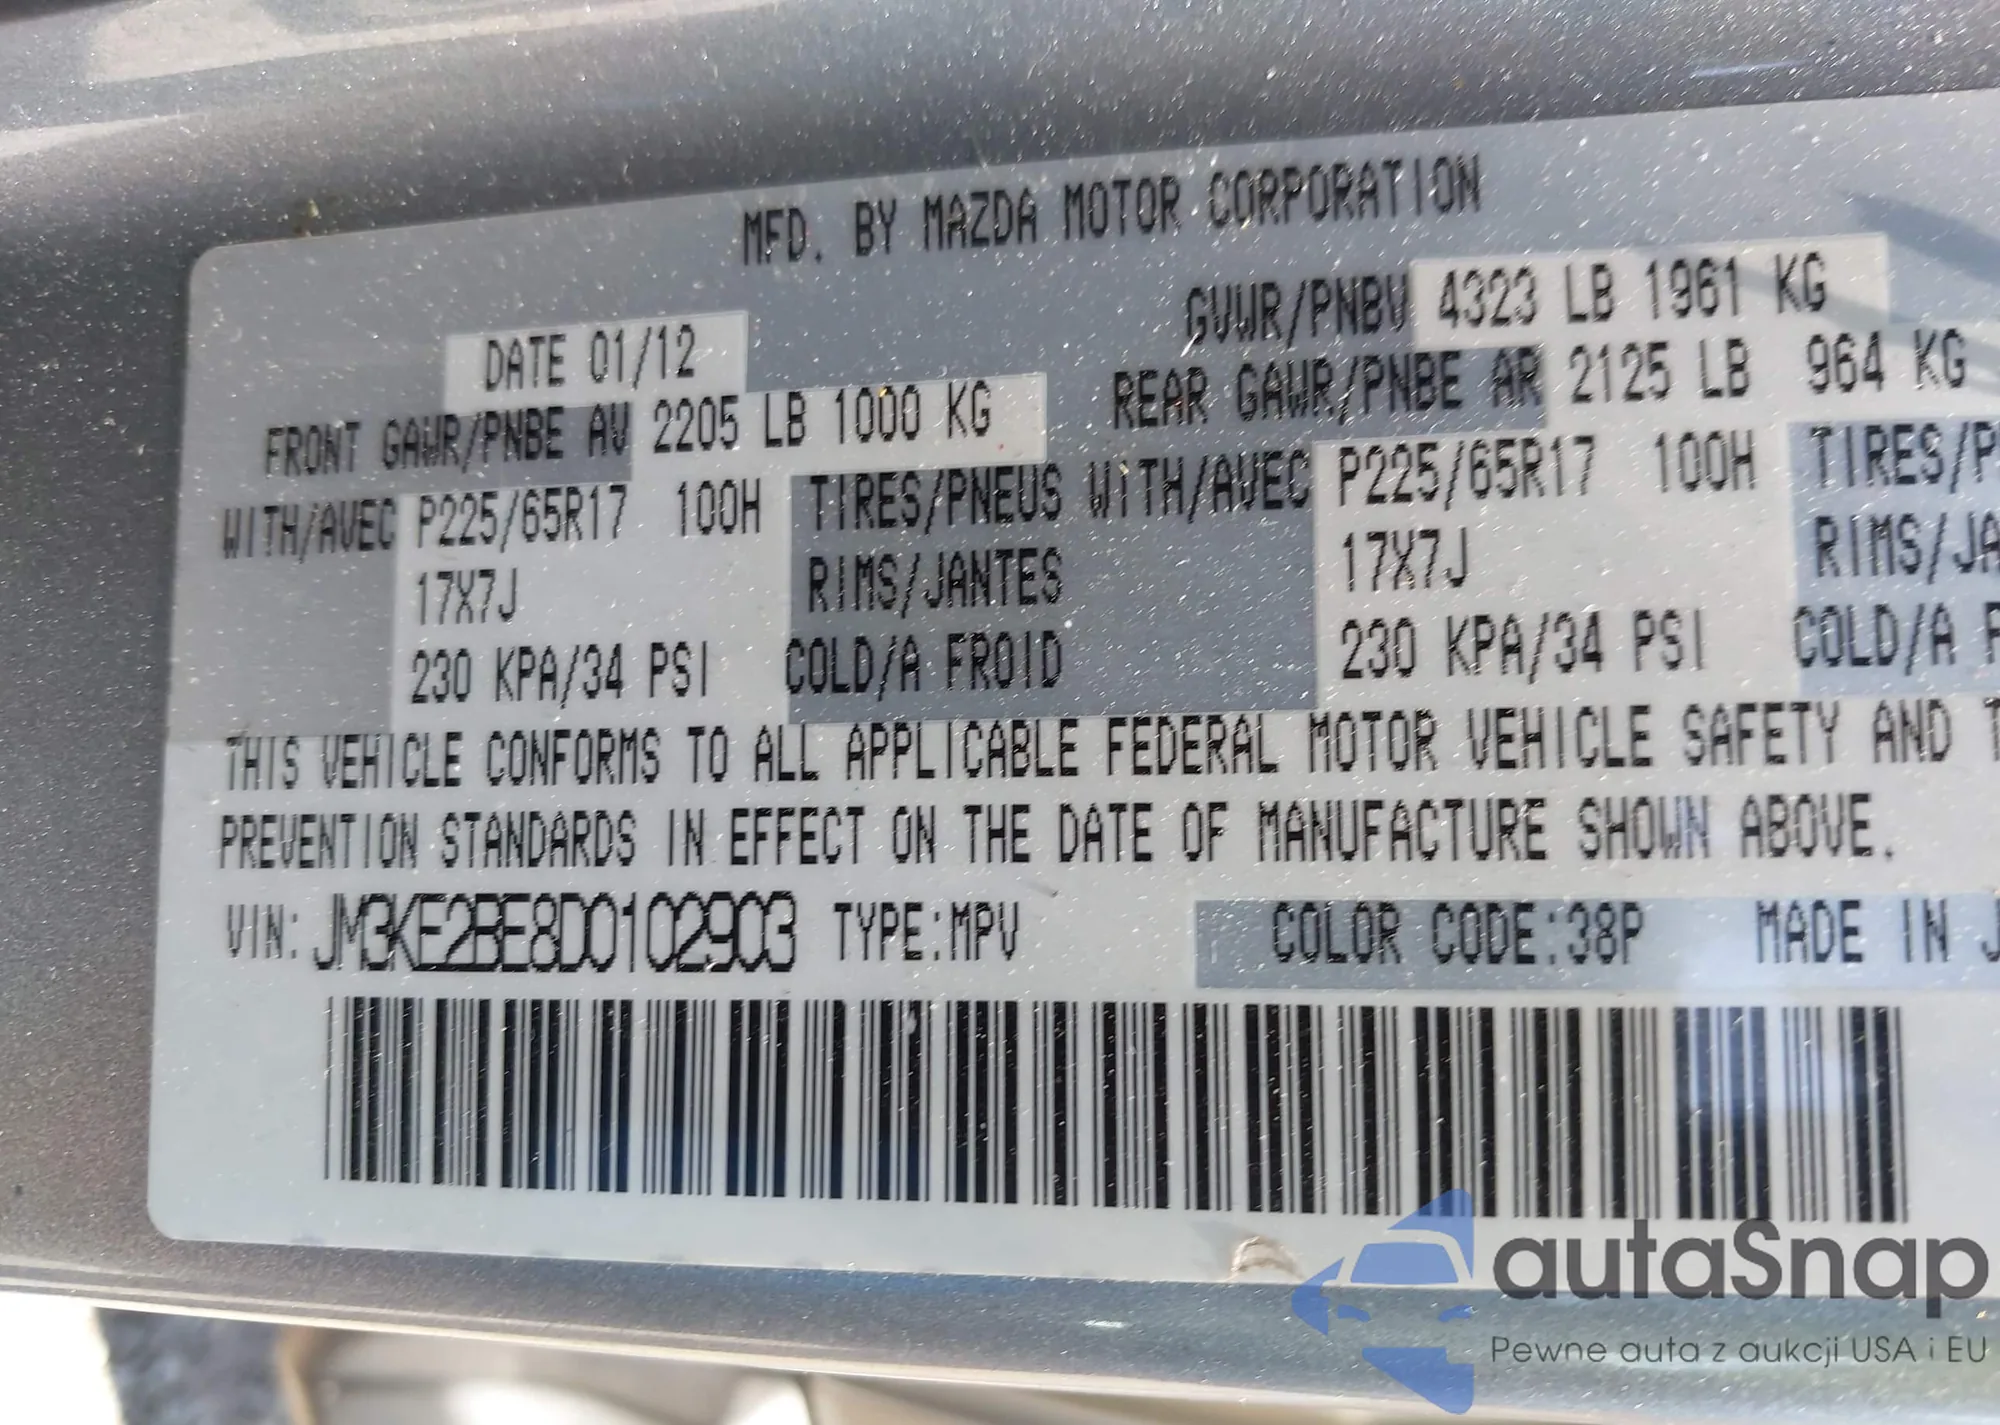 MFD. BY MAZDA MOTOR CORPORATION
DATE 01/12 GVWR/PNBV 4323 LB 1961 KG
FRONT GAWR/PNBE AV 2205 LB 1000 KG REAR GAWR/PNBE AR 2125 LB 964 KG
WITH/AVEC P225/65R17 100H TIRES/PNEUS WITH/AVEC P225/65R17 100H TIRES/P
17X7J RIMS/JANTES 17X7J RIMS/JA
230 KPA/34 PSI COLD/A FROID 230 KPA/34 PSI COLD/A F
THIS VEHICLE CONFORMS TO ALL APPLICABLE FEDERAL MOTOR VEHICLE SAFETY AND T
PREVENTION STANDARDS IN EFFECT ON THE DATE OF MANUFACTURE SHOWN ABOVE.
VIN: JM3KE2BE8D0102903 TYPE:MPV COLOR CODE:38P MADE IN J
autaSnap
Pewne auta z aukcji USA i EU